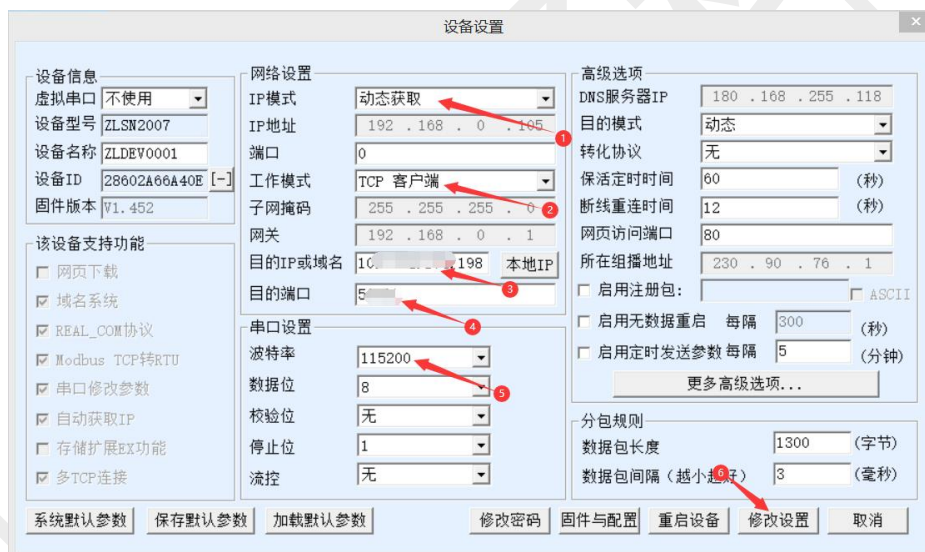 设备设置
设备信息
虚拟串口 不使用
设备型号 ZLSN2007
设备名称 ZLDEV0001
设备ID 28602A66A40E [-]
固件版本 V1.452
该设备支持功能
网页下载
域名系统
REAL_COM协议
Modbus TCP转RTU
串口修改参数
自动获取IP
存储扩展EX功能
多TCP连接
网络设置
IP模式 动态获取
IP地址 192 .168 . 0 .105
1
端口 0
工作模式 TCP 客户端
子网掩码 255 .255 .255 . 0
2
网关 192 .168 . 0 . 1
目的IP或域名 10. .198 本地IP
3
目的端口 5
4
串口设置
波特率 115200
数据位 8
5
校验位 无
停止位 1
流控 无
高级选项
DNS服务器IP 180 .168 .255 .118
目的模式 动态
转化协议 无
保活定时时间 60 (秒)
断线重连时间 12 (秒)
网页访问端口 80
所在组播地址 230 . 90 . 76 . 1
启用注册包: ASCII
启用无数据重启 每隔 300 (秒)
启用定时发送参数 每隔 5 (分钟)
更多高级选项...
分包规则
数据包长度 1300 (字节)
数据包间隔(越小越好) 3 (毫秒)
6
系统默认参数 保存默认参数 加载默认参数 修改密码 固件与配置 重启设备 修改设置 取消